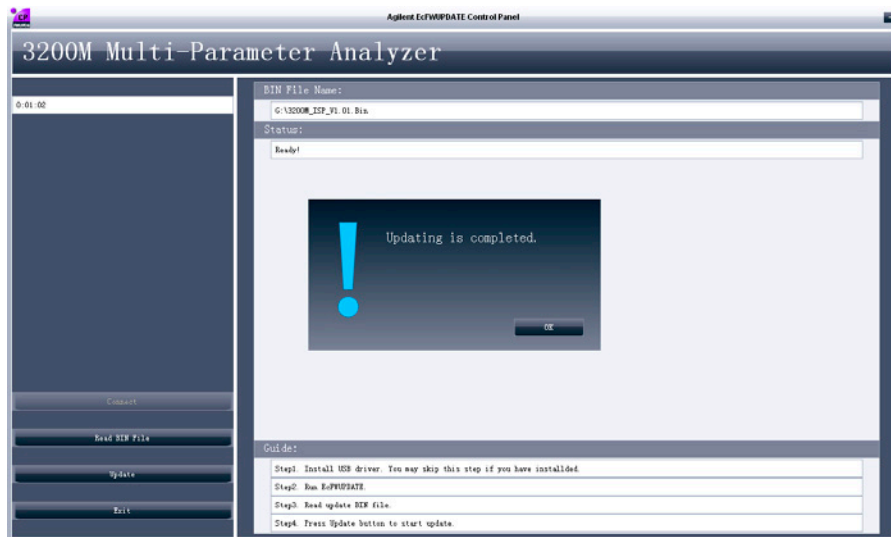 CP
Agilent EcFWUPDATE Control Panel
3200M Multi-Parameter Analyzer
0:01:02
BIN File Name:
G:\3200M_ISP_V1.01.Bin
Status:
Ready!
Updating is completed.
OK
Connect
Read BIN File
Update
Exit
Guide:
Step1. Install USB driver. You may skip this step if you have installded.
Step2. Run EcFWUPDATE.
Step3. Read update BIN file.
Step4. Press Update button to start update.